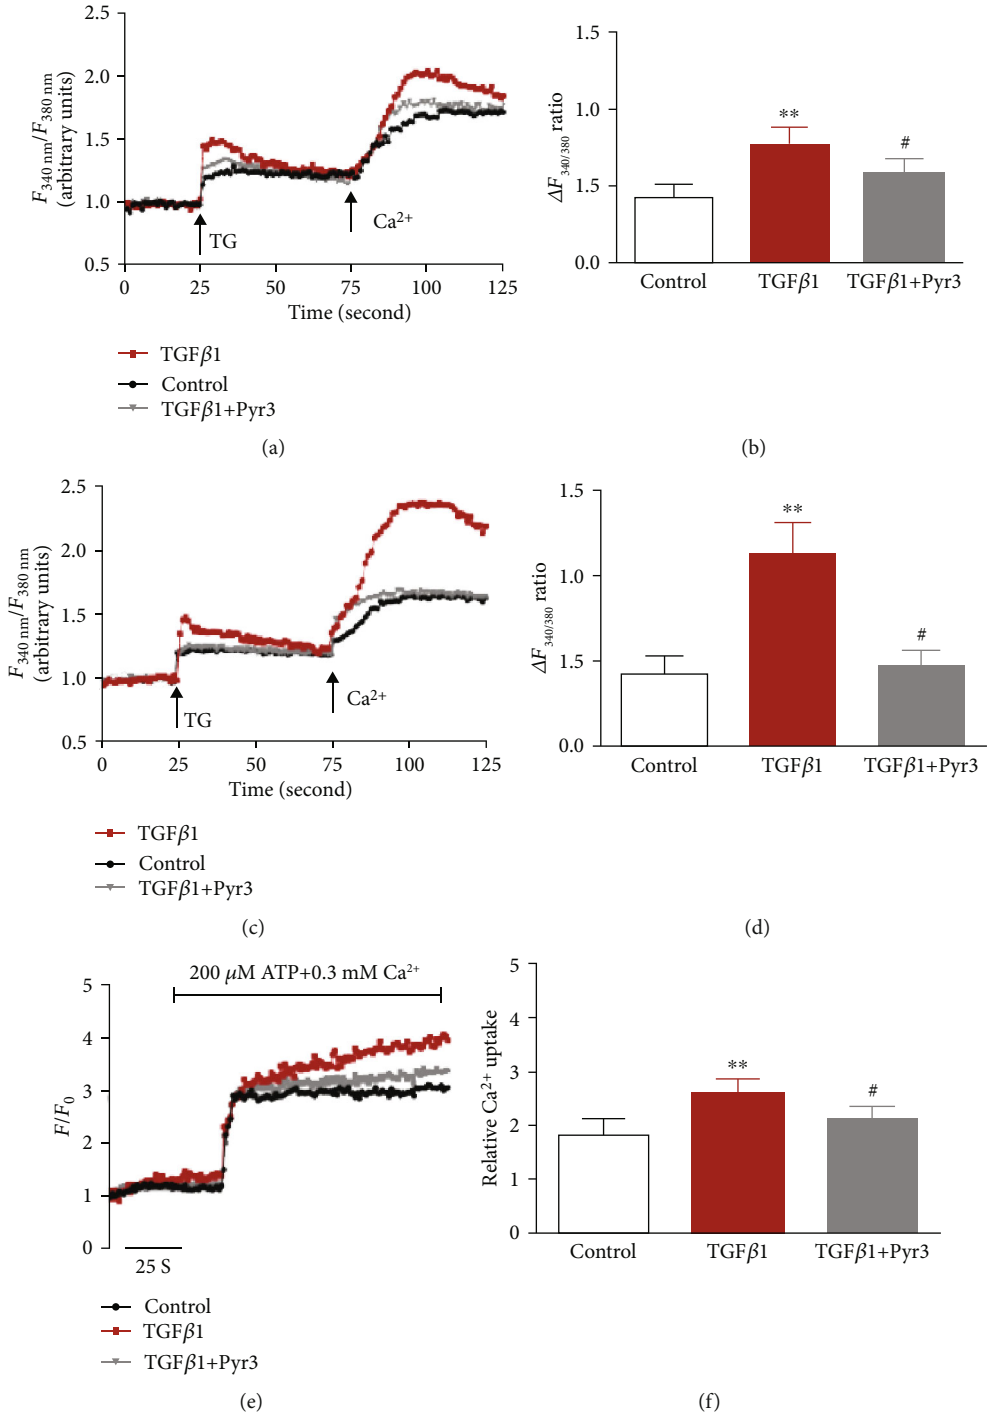 2.5
2.0
1.5
1.0
0.5
F340 nm/F380 nm
(arbitrary units)
TG
Ca2+
0 25 50 75 100 125
Time (second)
TGFβ1
Control
TGFβ1+Pyr3
(a)
1.5
1.0
1.5
0.0
ΔF340/380 ratio
**
#
Control TGFβ1 TGFβ1+Pyr3
(b)
2.5
2.0
1.5
1.0
0.5
F340 nm/F380 nm
(arbitrary units)
TG
Ca2+
0 25 50 75 100 125
Time (second)
TGFβ1
Control
TGFβ1+Pyr3
(c)
1.5
1.0
1.5
0.0
ΔF340/380 ratio
**
#
Control TGFβ1 TGFβ1+Pyr3
(d)
200 μM ATP+0.3 mM Ca2+
5
4
3
2
1
0
F/F0
25 S
Control
TGFβ1
TGFβ1+Pyr3
(e)
5
4
3
2
1
0
Relative Ca2+ uptake
**
#
Control TGFβ1 TGFβ1+Pyr3
(f)